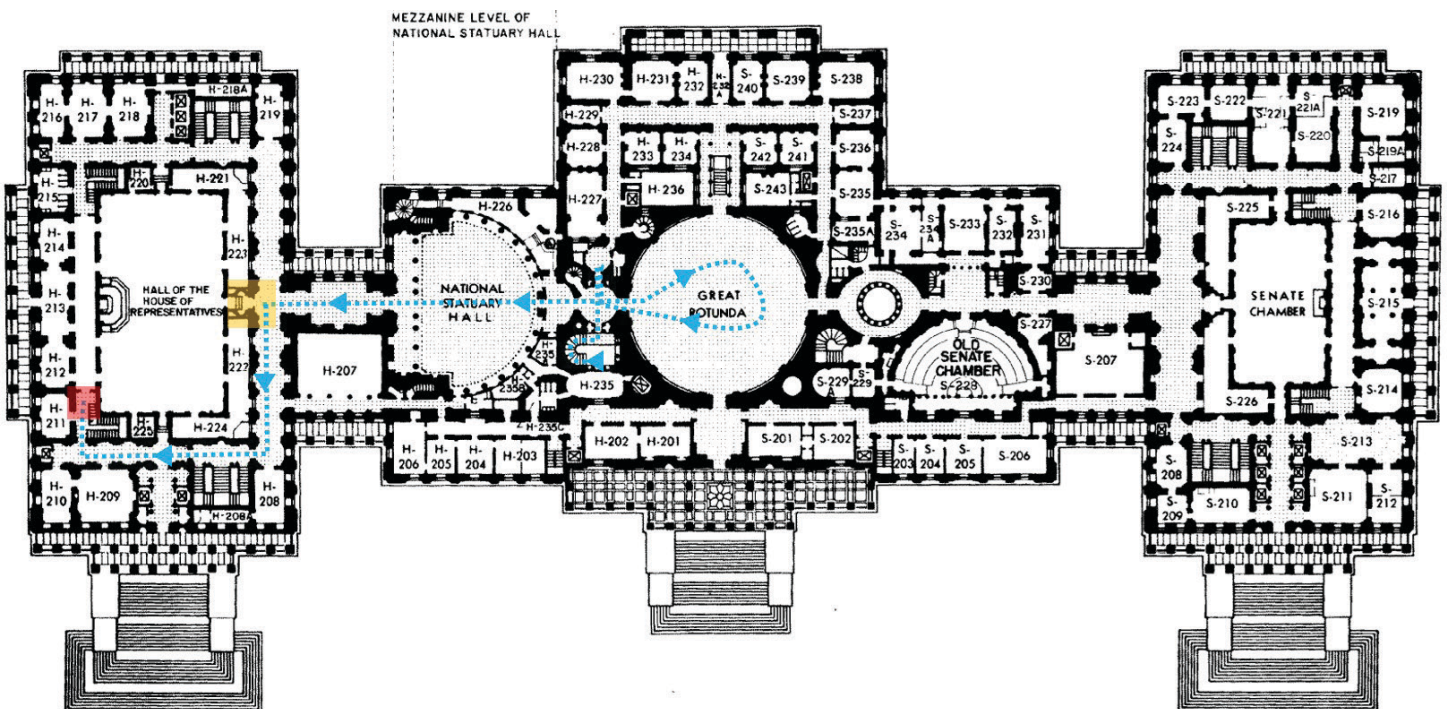 MEZZANINE LEVEL OF
NATIONAL STATUARY HALL
H-218A
H-216
H-217
H-218
H-219
H-220
H-221
H-215
H-214
H-223
HALL OF THE
HOUSE OF
REPRESENTATIVES
H-213
H-212
H-222
H-211
H-225
H-224
H-210
H-209
H-208A
H-208
H-207
H-226
NATIONAL
STATUARY
HALL
H-235
H-235B
H-235C
H-206
H-205
H-204
H-203
H-230
H-231
H-232
H-232A
S-240
S-239
S-238
H-229
S-237
H-228
H-233
H-234
S-242
S-241
S-236
H-227
H-236
S-243
S-235
S-235A
GREAT
ROTUNDA
H-235
H-202
H-201
S-201
S-202
S-229A
S-229
S-234
S-234A
S-233
S-232
S-231
S-230
S-227
OLD
SENATE
CHAMBER
S-228
S-207
S-203
S-204
S-205
S-206
S-223
S-222
S-221
S-221A
S-220
S-219
S-224
S-219A
S-217
S-225
S-216
SENATE
CHAMBER
S-215
S-226
S-214
S-213
S-208
S-209
S-210
S-211
S-212